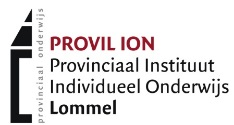 provinciaal onderwijs
PROVIL ION
Provinciaal Instituut
Individueel Onderwijs
Lommel